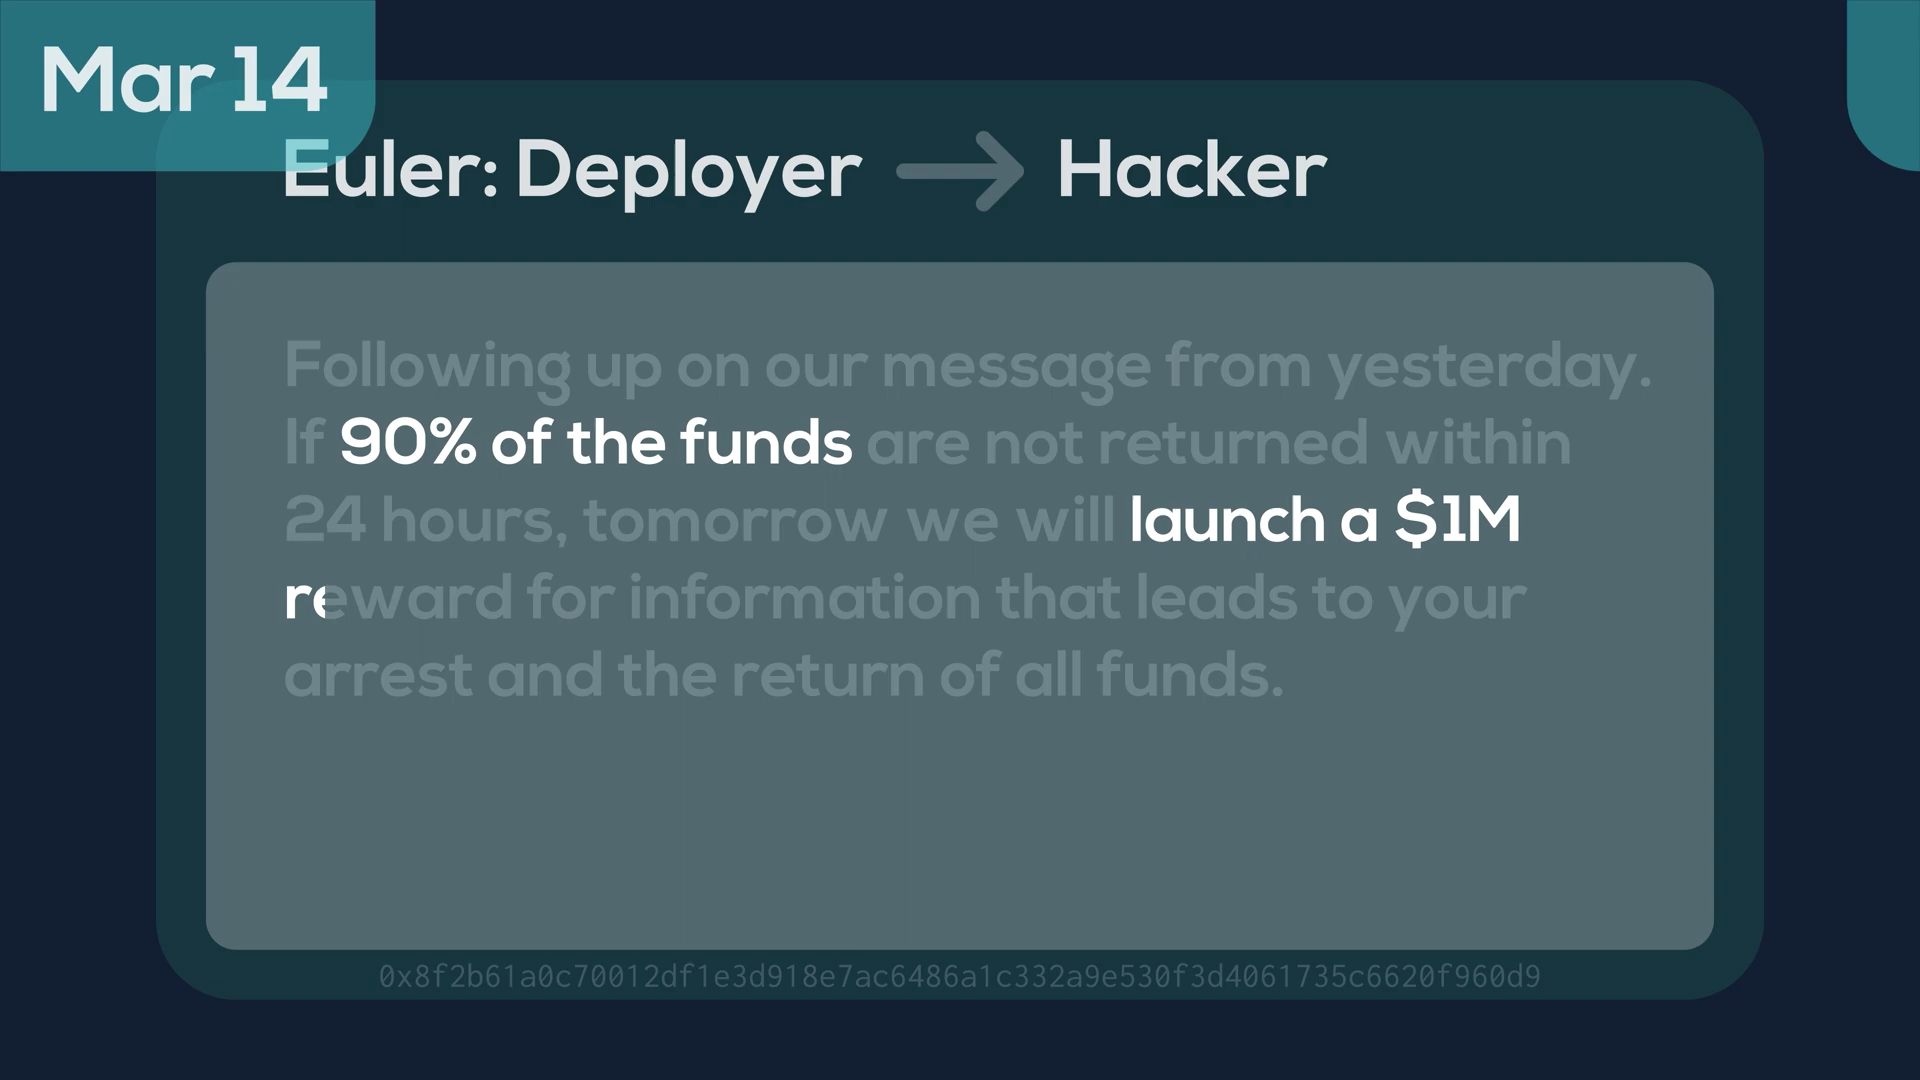 Mar 14
Euler: Deployer → Hacker
Following up on our message from yesterday.
If 90% of the funds are not returned within
24 hours, tomorrow we will launch a $1M
reward for information that leads to your
arrest and the return of all funds.
0x8f2b61a0c70012df1e3d918e7ac6486a1c332a9e530f3d4061735c6620f960d9